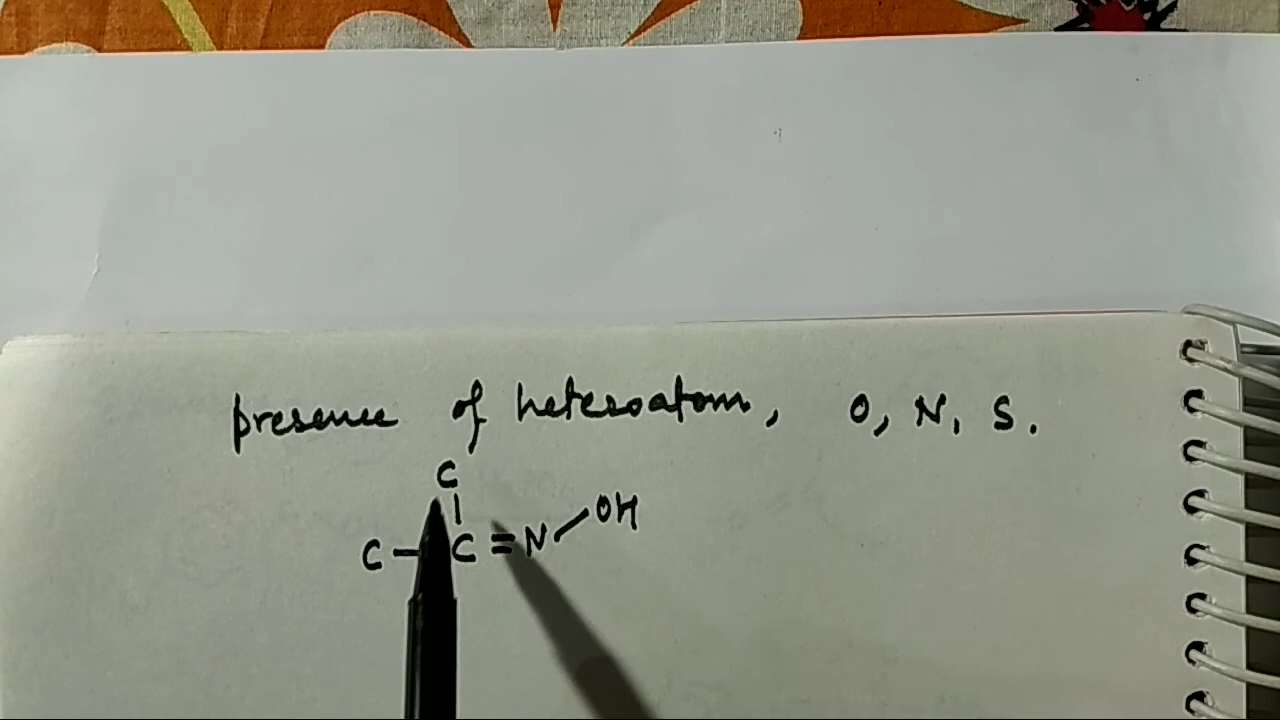 presence of heteroatom, O, N, S.
C
|
C - C = N / OH